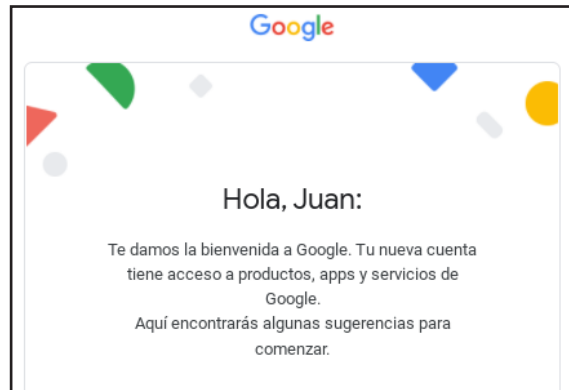 Google
Hola, Juan:
Te damos la bienvenida a Google. Tu nueva cuenta
tiene acceso a productos, apps y servicios de
Google.
Aquí encontrarás algunas sugerencias para
comenzar.